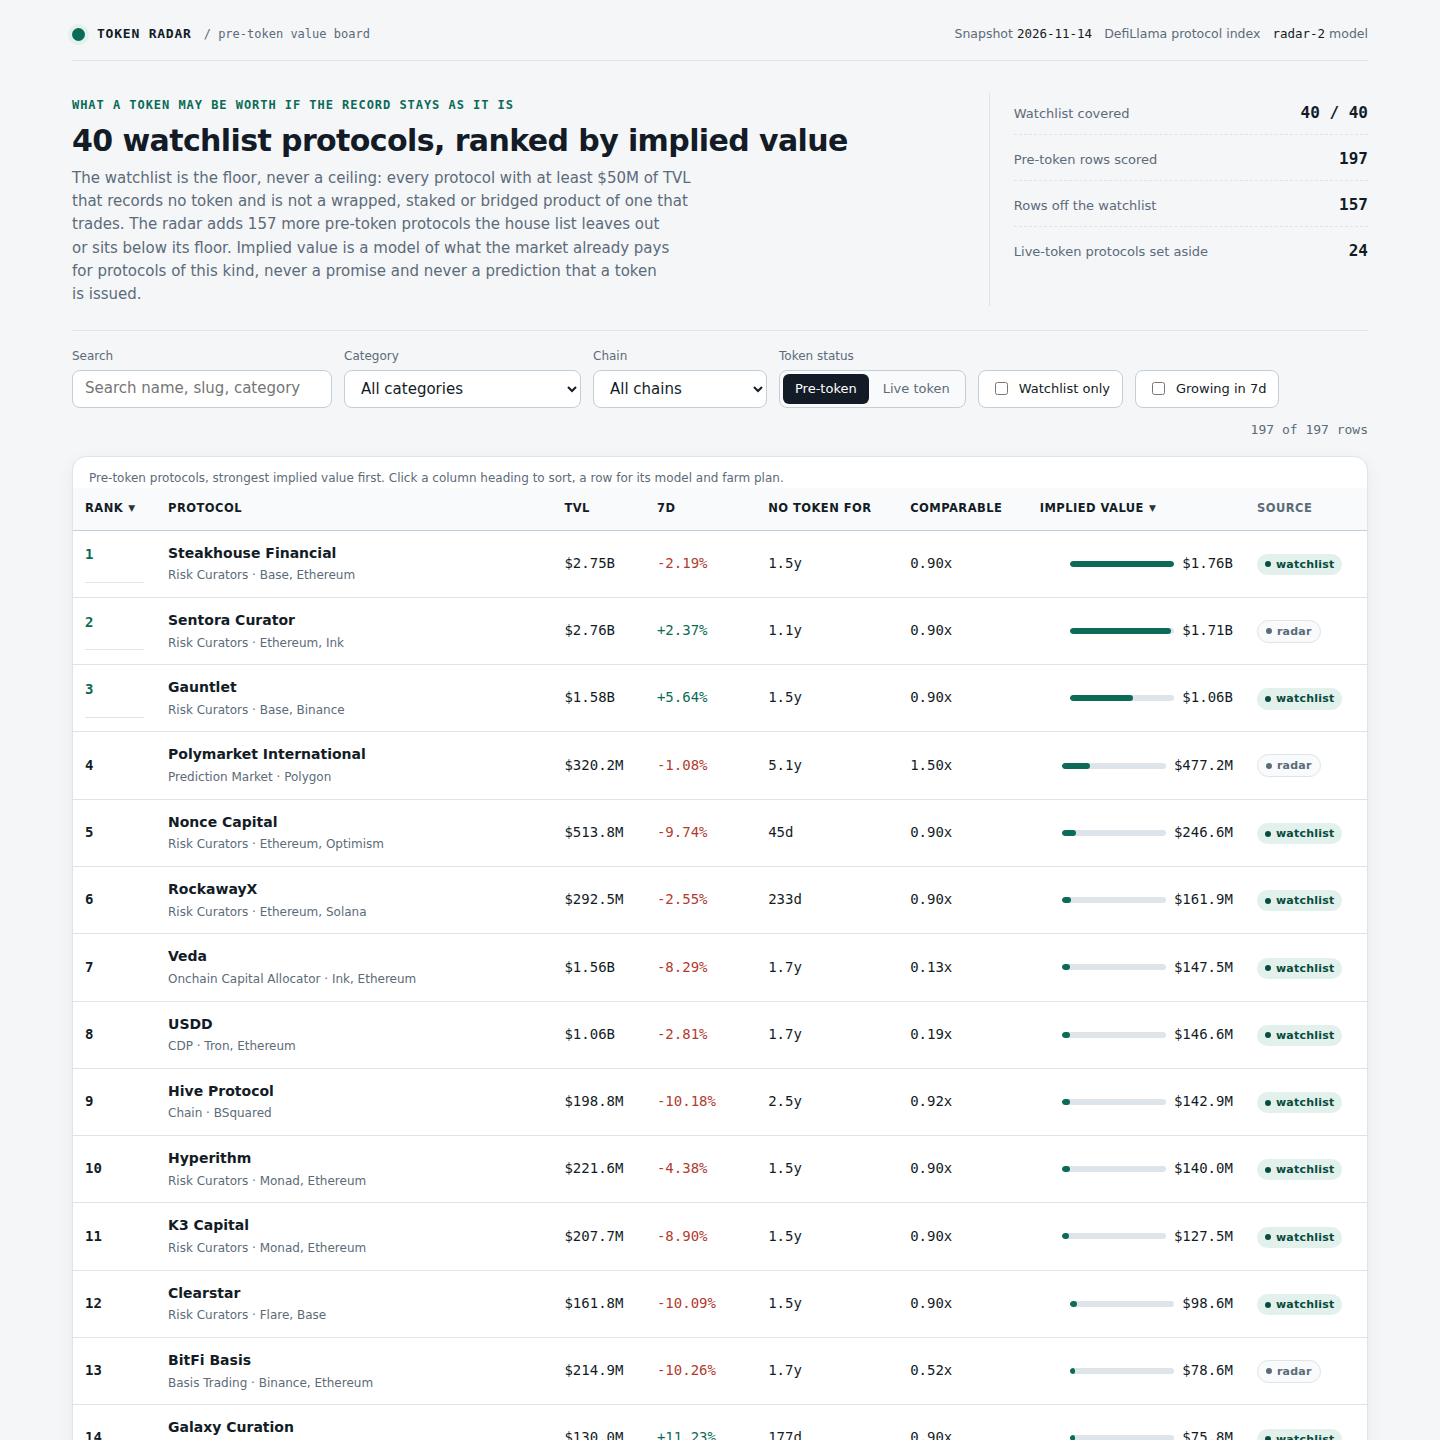 TOKEN RADAR / pre-token value board
Snapshot 2026-11-14 DefiLlama protocol index radar-2 model
WHAT A TOKEN MAY BE WORTH IF THE RECORD STAYS AS IT IS
40 watchlist protocols, ranked by implied value
The watchlist is the floor, never a ceiling: every protocol with at least $50M of TVL
that records no token and is not a wrapped, staked or bridged product of one that
trades. The radar adds 157 more pre-token protocols the house list leaves out
or sits below its floor. Implied value is a model of what the market already pays
for protocols of this kind, never a promise and never a prediction that a token
is issued.
Watchlist covered 40 / 40
Pre-token rows scored 197
Rows off the watchlist 157
Live-token protocols set aside 24
Search Category Chain Token status
Search name, slug, category All categories All chains Pre-token Live token Watchlist only Growing in 7d
197 of 197 rows
Pre-token protocols, strongest implied value first. Click a column heading to sort, a row for its model and farm plan.
RANK ▼ PROTOCOL TVL 7D NO TOKEN FOR COMPARABLE IMPLIED VALUE ▼ SOURCE
1 Steakhouse Financial $2.75B -2.19% 1.5y 0.90x $1.76B watchlist
Risk Curators · Base, Ethereum
2 Sentora Curator $2.76B +2.37% 1.1y 0.90x $1.71B radar
Risk Curators · Ethereum, Ink
3 Gauntlet $1.58B +5.64% 1.5y 0.90x $1.06B watchlist
Risk Curators · Base, Binance
4 Polymarket International $320.2M -1.08% 5.1y 1.50x $477.2M radar
Prediction Market · Polygon
5 Nonce Capital $513.8M -9.74% 45d 0.90x $246.6M watchlist
Risk Curators · Ethereum, Optimism
6 RockawayX $292.5M -2.55% 233d 0.90x $161.9M watchlist
Risk Curators · Ethereum, Solana
7 Veda $1.56B -8.29% 1.7y 0.13x $147.5M watchlist
Onchain Capital Allocator · Ink, Ethereum
8 USDD $1.06B -2.81% 1.7y 0.19x $146.6M watchlist
CDP · Tron, Ethereum
9 Hive Protocol $198.8M -10.18% 2.5y 0.92x $142.9M watchlist
Chain · BSquared
10 Hyperithm $221.6M -4.38% 1.5y 0.90x $140.0M watchlist
Risk Curators · Monad, Ethereum
11 K3 Capital $207.7M -8.90% 1.5y 0.90x $127.5M watchlist
Risk Curators · Monad, Ethereum
12 Clearstar $161.8M -10.09% 1.5y 0.90x $98.6M watchlist
Risk Curators · Flare, Base
13 BitFi Basis $214.9M -10.26% 1.7y 0.52x $78.6M radar
Basis Trading · Binance, Ethereum
14 Galaxy Curation $130.0M +11.23% 177d 0.90x $75.8M watchlist